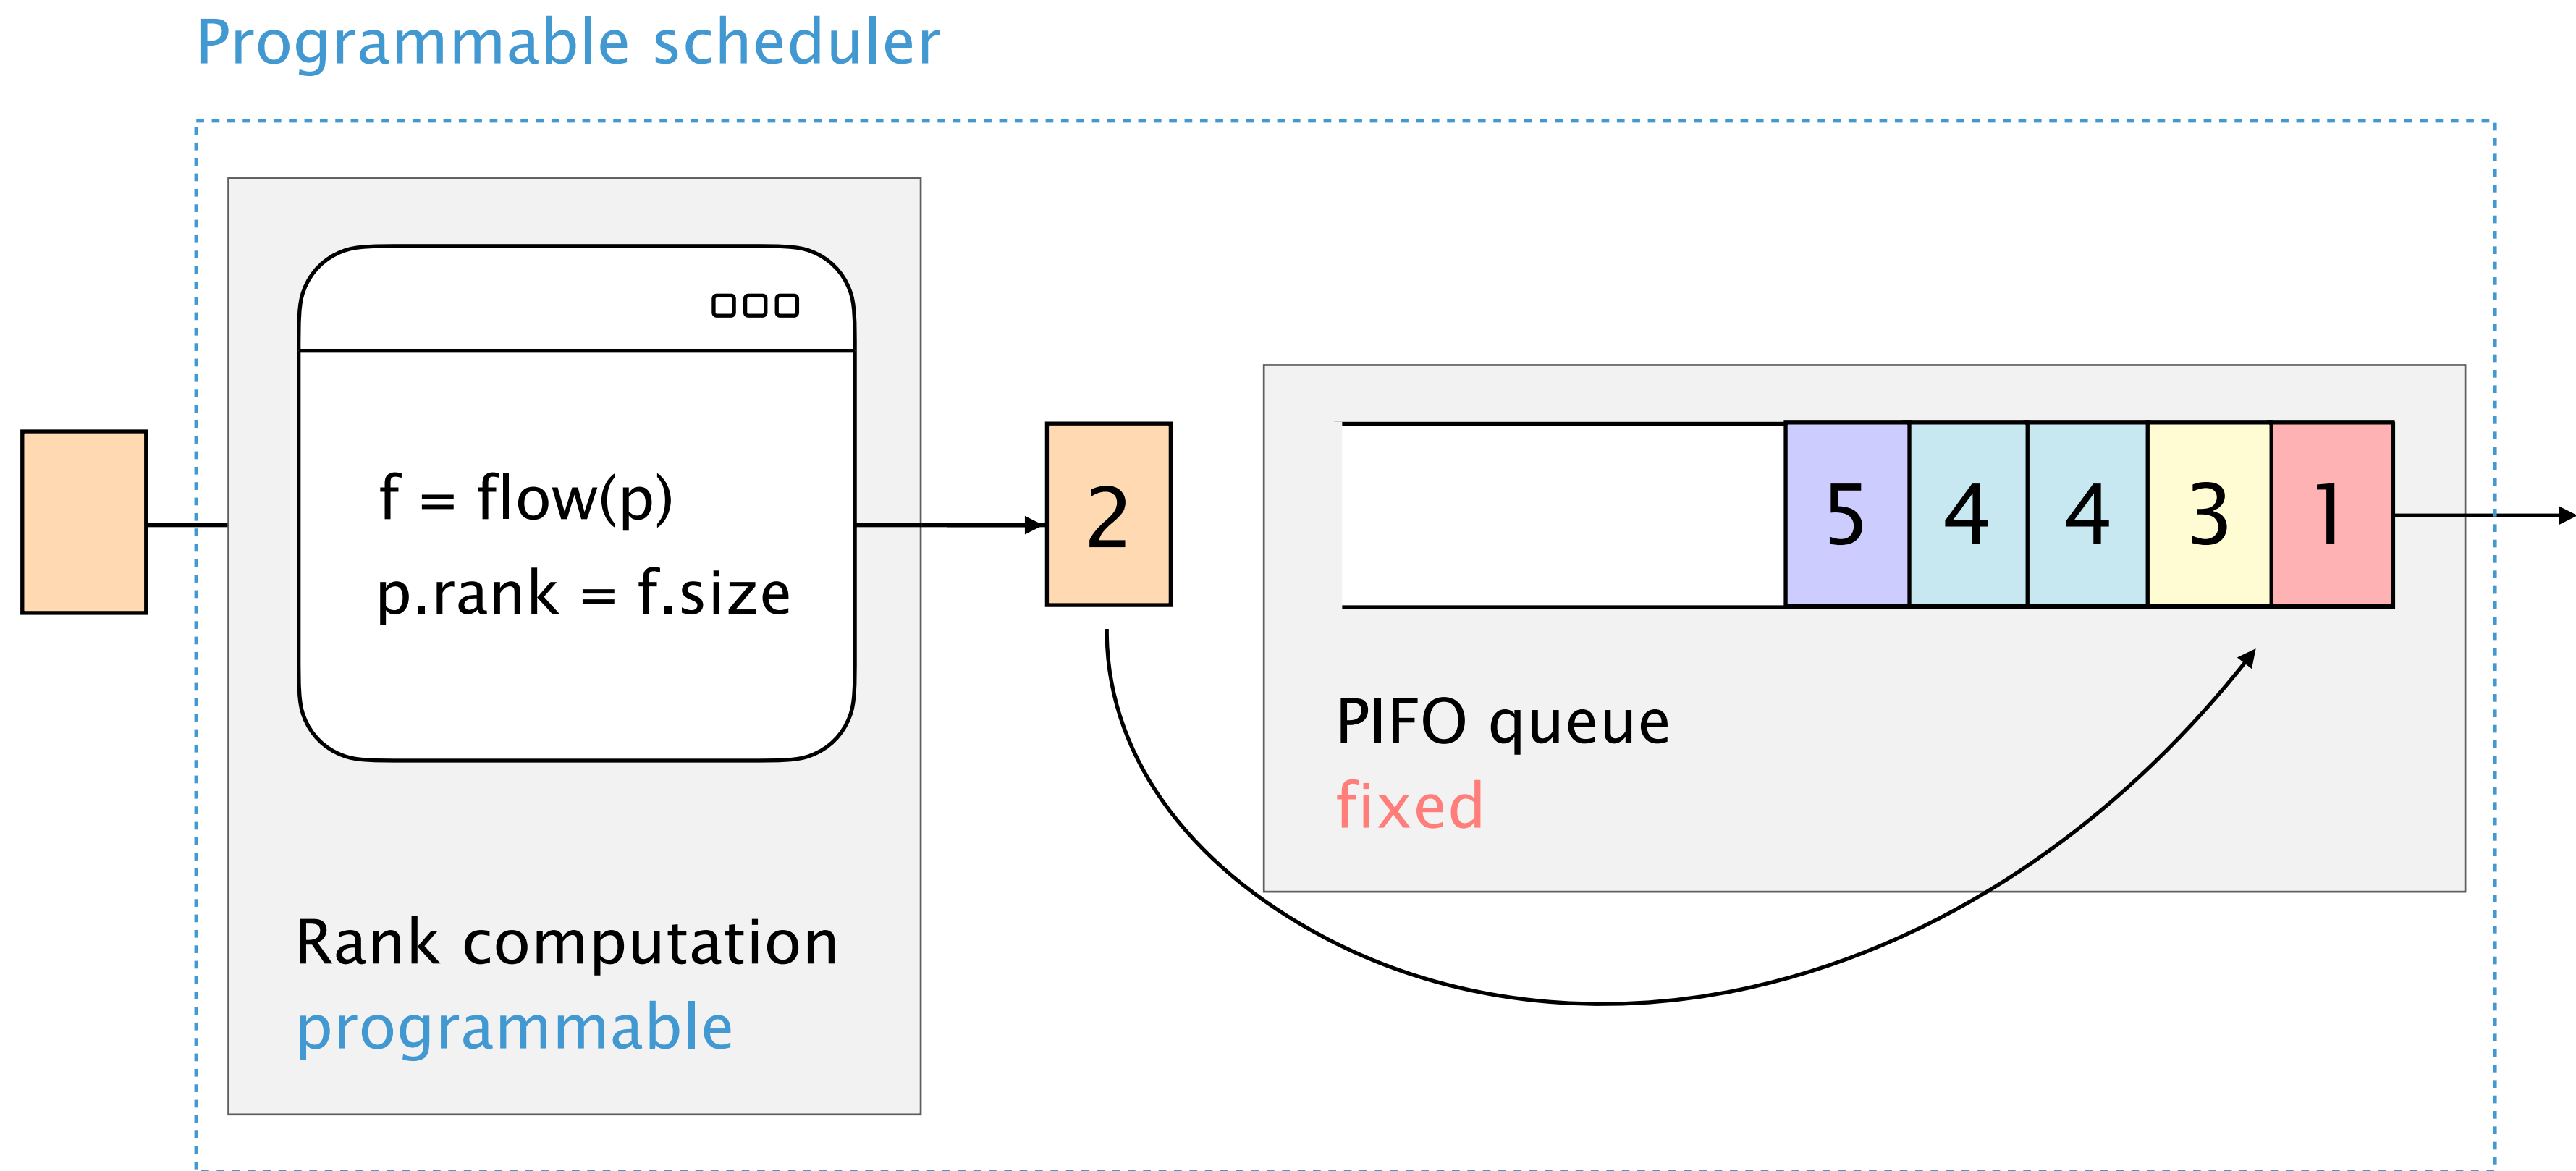 Programmable scheduler
f = flow(p)
p.rank = f.size
Rank computation
programmable
2
5 4 4 3 1
PIFO queue
fixed